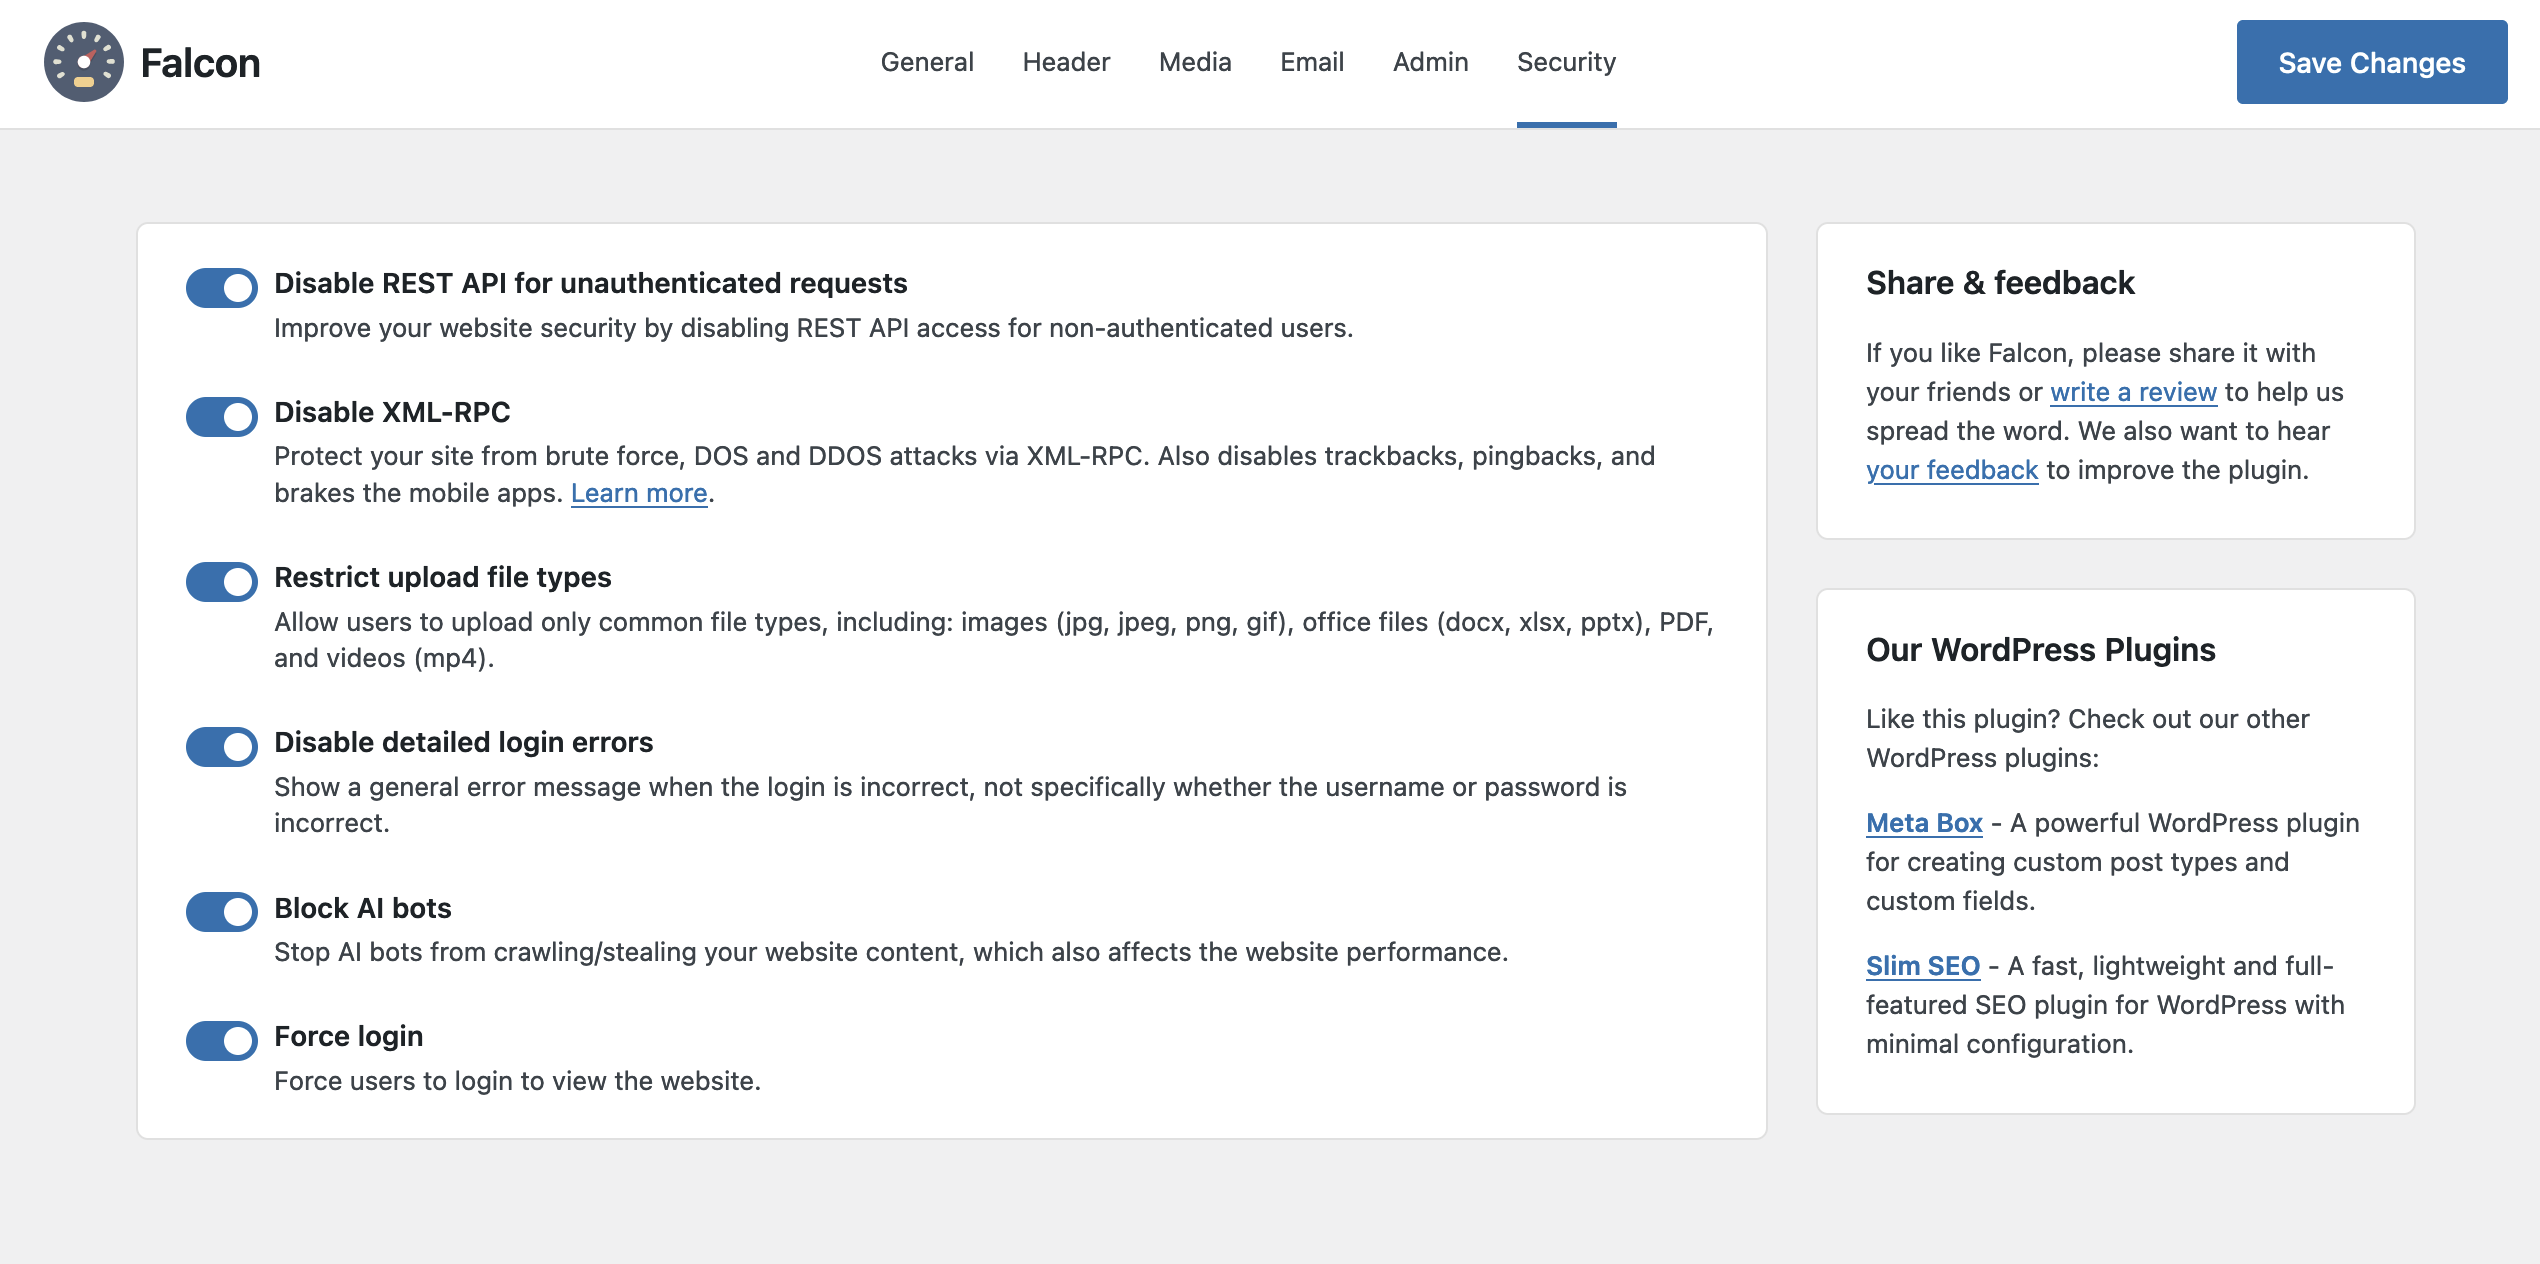 Falcon
General
Header
Media
Email
Admin
Security
Save Changes
Disable REST API for unauthenticated requests
Improve your website security by disabling REST API access for non-authenticated users.
Disable XML-RPC
Protect your site from brute force, DOS and DDOS attacks via XML-RPC. Also disables trackbacks, pingbacks, and
brakes the mobile apps. Learn more.
Restrict upload file types
Allow users to upload only common file types, including: images (jpg, jpeg, png, gif), office files (docx, xlsx, pptx), PDF,
and videos (mp4).
Disable detailed login errors
Show a general error message when the login is incorrect, not specifically whether the username or password is
incorrect.
Block AI bots
Stop AI bots from crawling/stealing your website content, which also affects the website performance.
Force login
Force users to login to view the website.
Share & feedback
If you like Falcon, please share it with
your friends or write a review to help us
spread the word. We also want to hear
your feedback to improve the plugin.
Our WordPress Plugins
Like this plugin? Check out our other
WordPress plugins:
Meta Box - A powerful WordPress plugin
for creating custom post types and
custom fields.
Slim SEO - A fast, lightweight and full-
featured SEO plugin for WordPress with
minimal configuration.